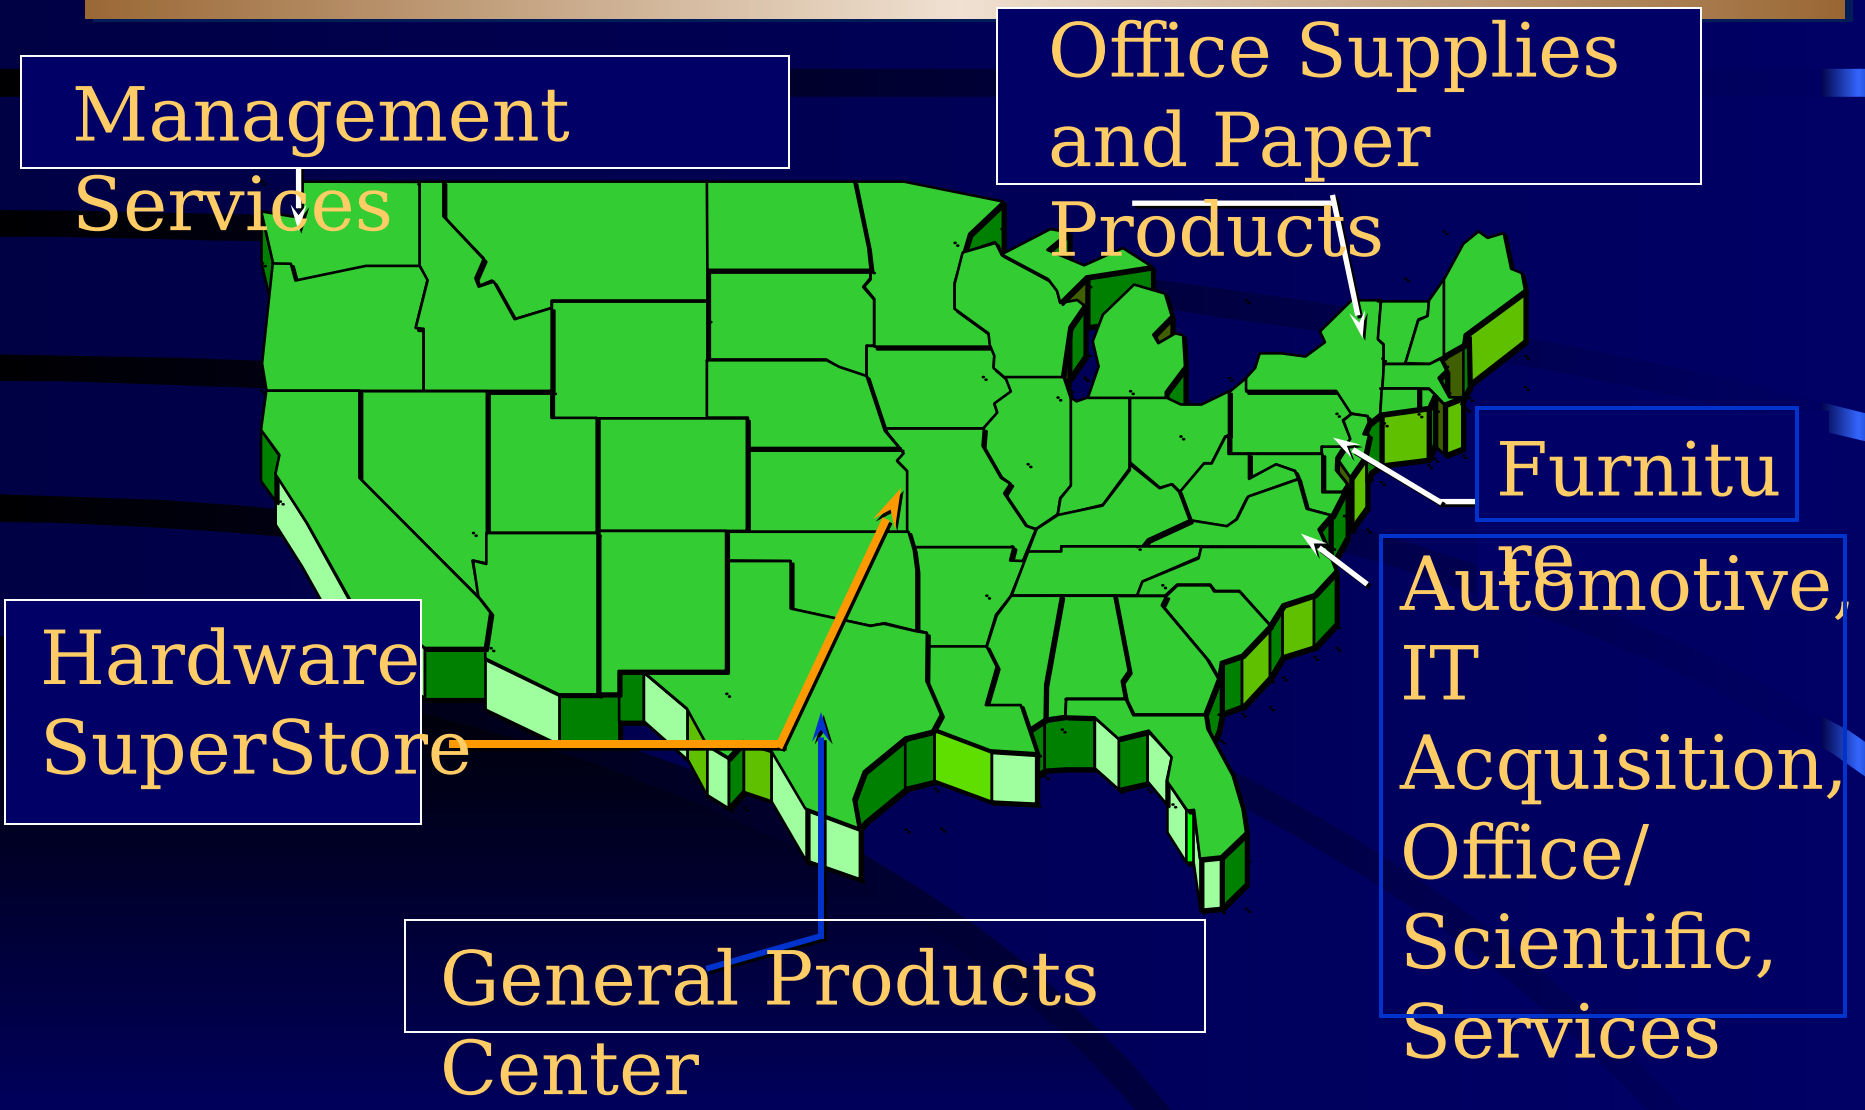 Office Supplies
and Paper
Products
Management
Services
Furnitu
re
Automotive,
IT
Acquisition,
Office/
Scientific,
Services
Hardware
SuperStore
General Products
Center